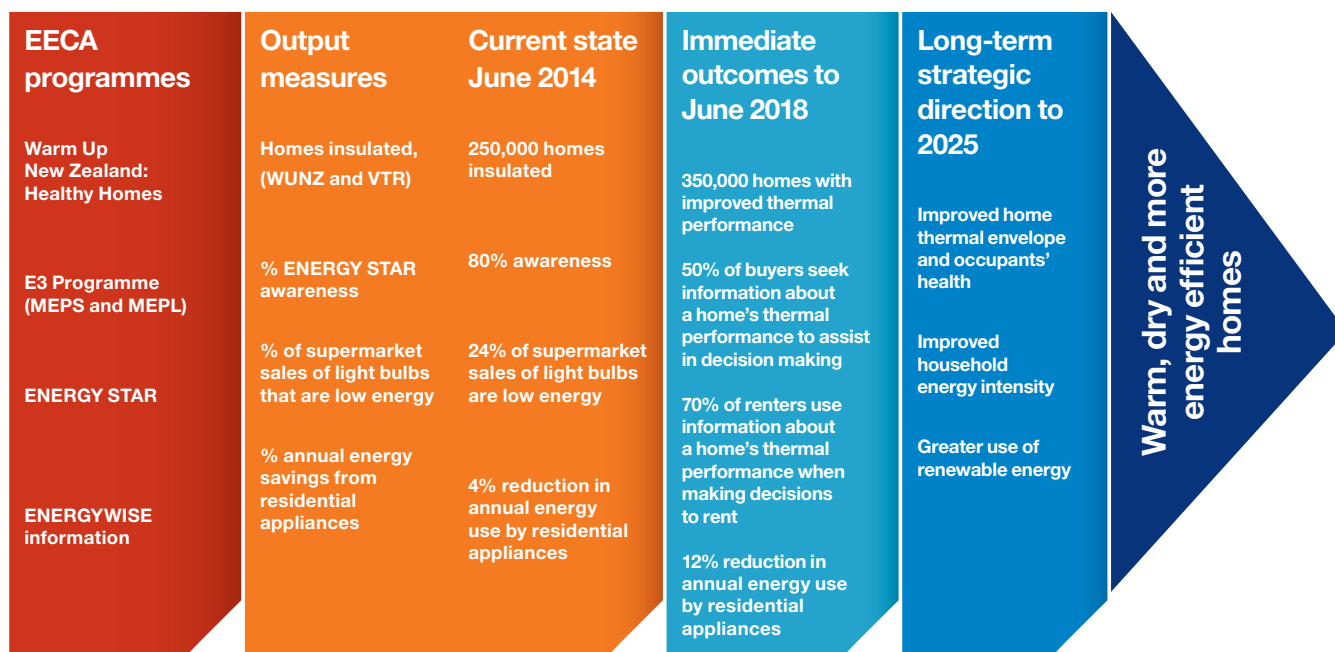 EECA
programmes
Warm Up
New Zealand:
Healthy Homes
E3 Programme
(MEPS and MEPL)
ENERGY STAR
ENERGYWISE
information
Output
measures
Homes insulated,
(WUNZ and VTR)
% ENERGY STAR
awareness
% of supermarket
sales of light bulbs
that are low energy
% annual energy
savings from
residential
appliances
Current state
June 2014
250,000 homes
insulated
80% awareness
24% of supermarket
sales of light bulbs
are low energy
4% reduction in
annual energy
use by residential
appliances
Immediate
outcomes to
June 2018
350,000 homes with
improved thermal
performance
50% of buyers seek
information about
a home’s thermal
performance to assist
in decision making
70% of renters use
information about
a home’s thermal
performance when
making decisions
to rent
12% reduction in
annual energy use
by residential
appliances
Long-term
strategic
direction to
2025
Improved home
thermal envelope
and occupants’
health
Improved
household
energy intensity
Greater use of
renewable energy
Warm, dry and more
energy efficient
homes